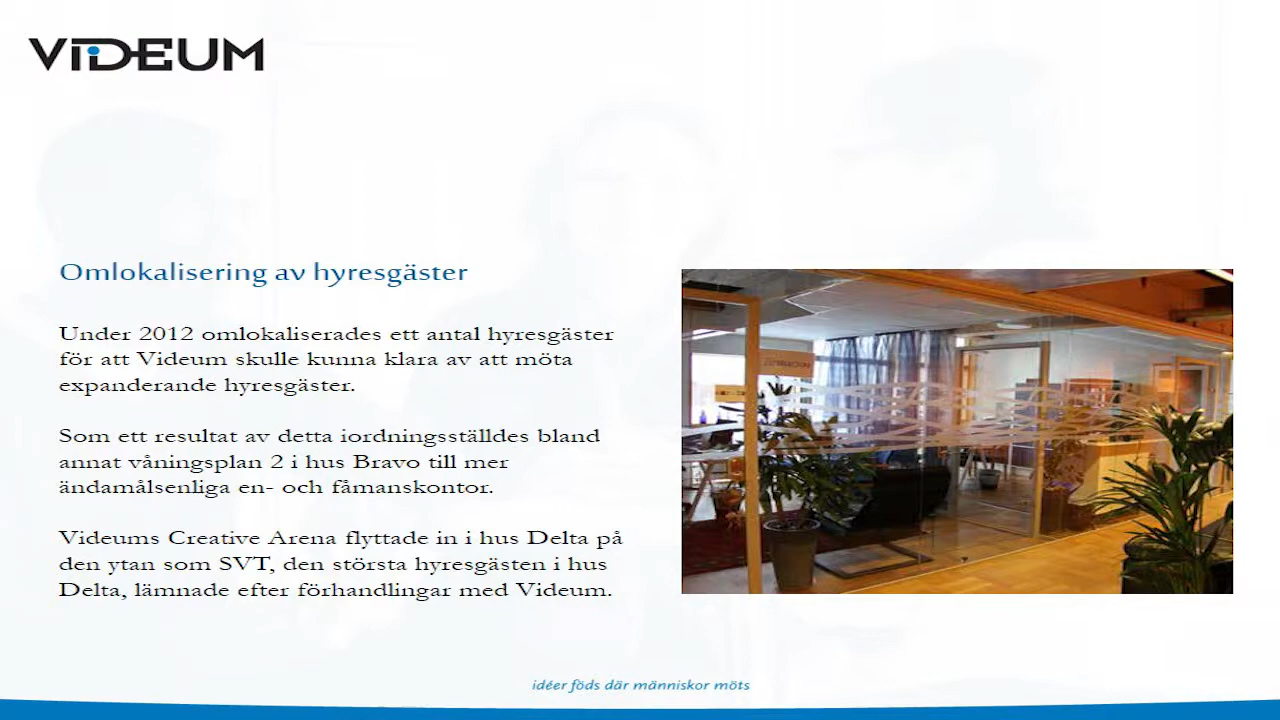 VIDEUM
Omlokalisering av hyresgäster
Under 2012 omlokaliserades ett antal hyresgäster
för att Videum skulle kunna klara av att möta
expanderande hyresgäster.
Som ett resultat av detta iordningsställdes bland
annat våningsplan 2 i hus Bravo till mer
ändamålsenliga en- och fåmanskontor.
Videums Creative Arena flyttade in i hus Delta på
den ytan som SVT, den största hyresgästen i hus
Delta, lämnade efter förhandlingar med Videum.
idéer föds där människor möts